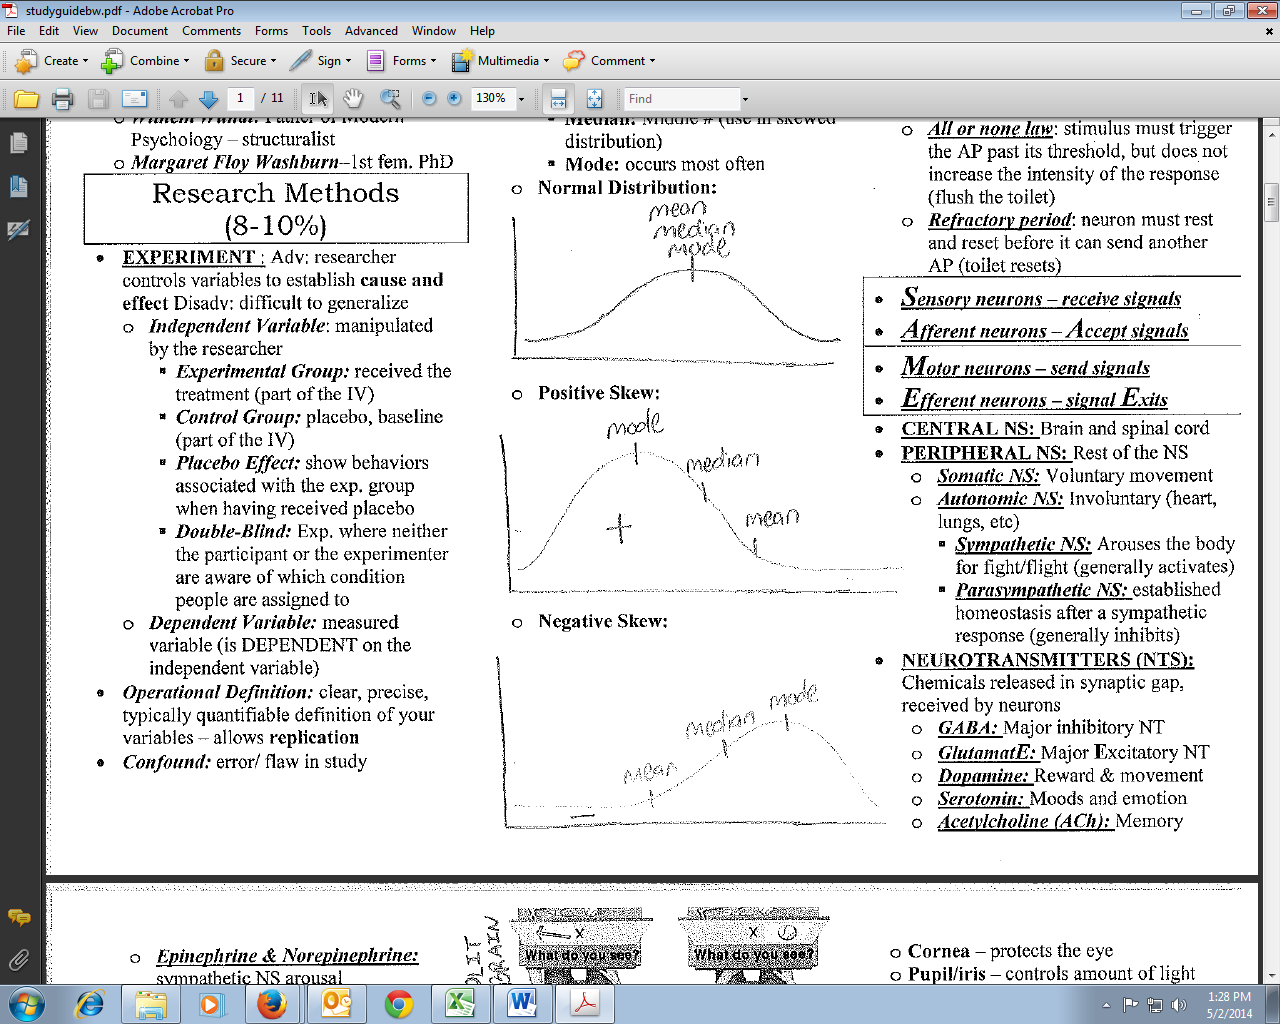 studyguidebw.pdf - Adobe Acrobat Pro
File Edit View Document Comments Forms Tools Advanced Window Help
Create Combine Secure Sign Forms Multimedia Comment
1 / 11 130% Find
o Wilhelm Wundt: Father of Modern
Psychology – structuralist
o Margaret Floy Washburn–1st fem. PhD
Research Methods
(8-10%)
• EXPERIMENT : Adv: researcher
controls variables to establish cause and
effect Disadv: difficult to generalize
o Independent Variable: manipulated
by the researcher
▪ Experimental Group: received the
treatment (part of the IV)
▪ Control Group: placebo, baseline
(part of the IV)
▪ Placebo Effect: show behaviors
associated with the exp. group
when having received placebo
▪ Double-Blind: Exp. where neither
the participant or the experimenter
are aware of which condition
people are assigned to
o Dependent Variable: measured
variable (is DEPENDENT on the
independent variable)
• Operational Definition: clear, precise,
typically quantifiable definition of your
variables – allows replication
• Confound: error/ flaw in study
▪ Median: Middle # (use in skewed
distribution)
▪ Mode: occurs most often
o Normal Distribution:
mean
median
mode
o Positive Skew:
mode
median
mean
+
o Negative Skew:
mode
median
mean
–
o All or none law: stimulus must trigger
the AP past its threshold, but does not
increase the intensity of the response
(flush the toilet)
o Refractory period: neuron must rest
and reset before it can send another
AP (toilet resets)
• Sensory neurons – receive signals
• Afferent neurons – Accept signals
• Motor neurons – send signals
• Efferent neurons – signal Exits
• CENTRAL NS: Brain and spinal cord
• PERIPHERAL NS: Rest of the NS
o Somatic NS: Voluntary movement
o Autonomic NS: Involuntary (heart,
lungs, etc)
▪ Sympathetic NS: Arouses the body
for fight/flight (generally activates)
▪ Parasympathetic NS: established
homeostasis after a sympathetic
response (generally inhibits)
• NEUROTRANSMITTERS (NTS):
Chemicals released in synaptic gap,
received by neurons
o GABA: Major inhibitory NT
o GlutamatE: Major Excitatory NT
o Dopamine: Reward & movement
o Serotonin: Moods and emotion
o Acetylcholine (ACh): Memory
o Epinephrine & Norepinephrine:
sympathetic NS arousal
X
What do you see?
X
What do you see?
o Cornea – protects the eye
o Pupil/iris – controls amount of light
1:28 PM
5/2/2014